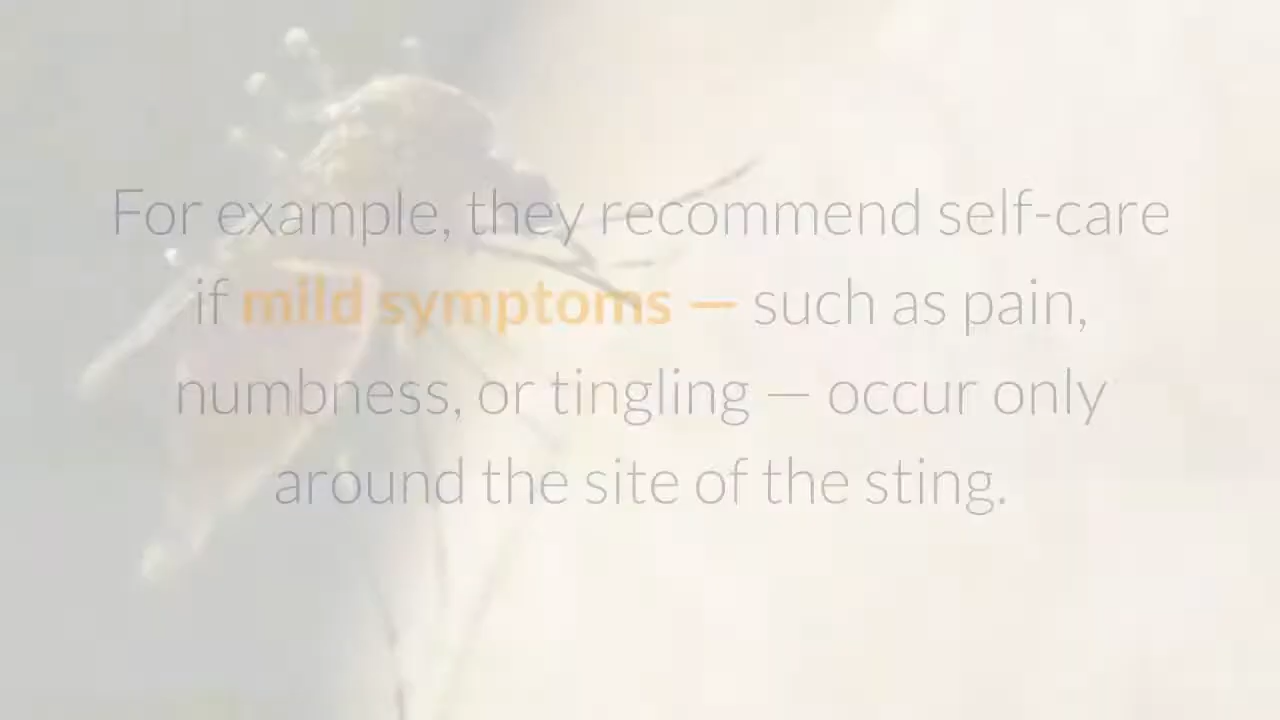 For example, they recommend self-care
if mild symptoms — such as pain,
numbness, or tingling — occur only
around the site of the sting.